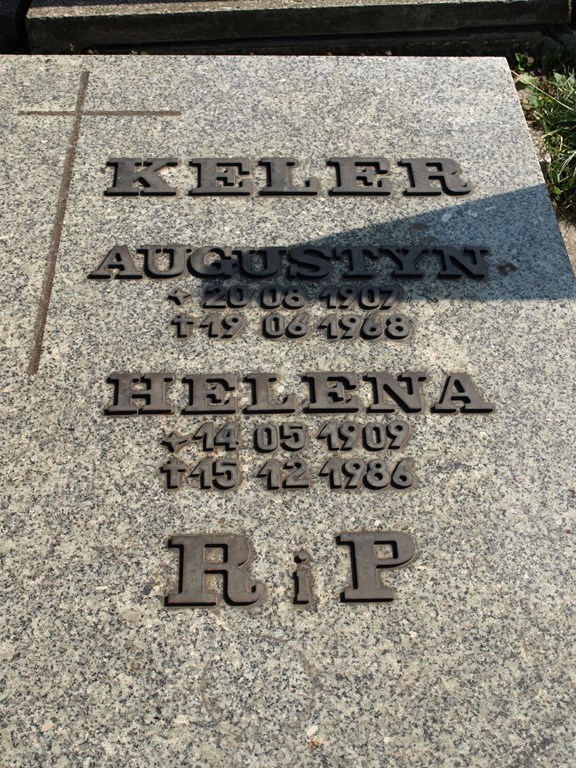 KELER
AUGUSTYN
✦ 20 08 1907
✝ 19 06 1968
HELENA
✦ 14 05 1909
✝ 15 12 1986
RiP